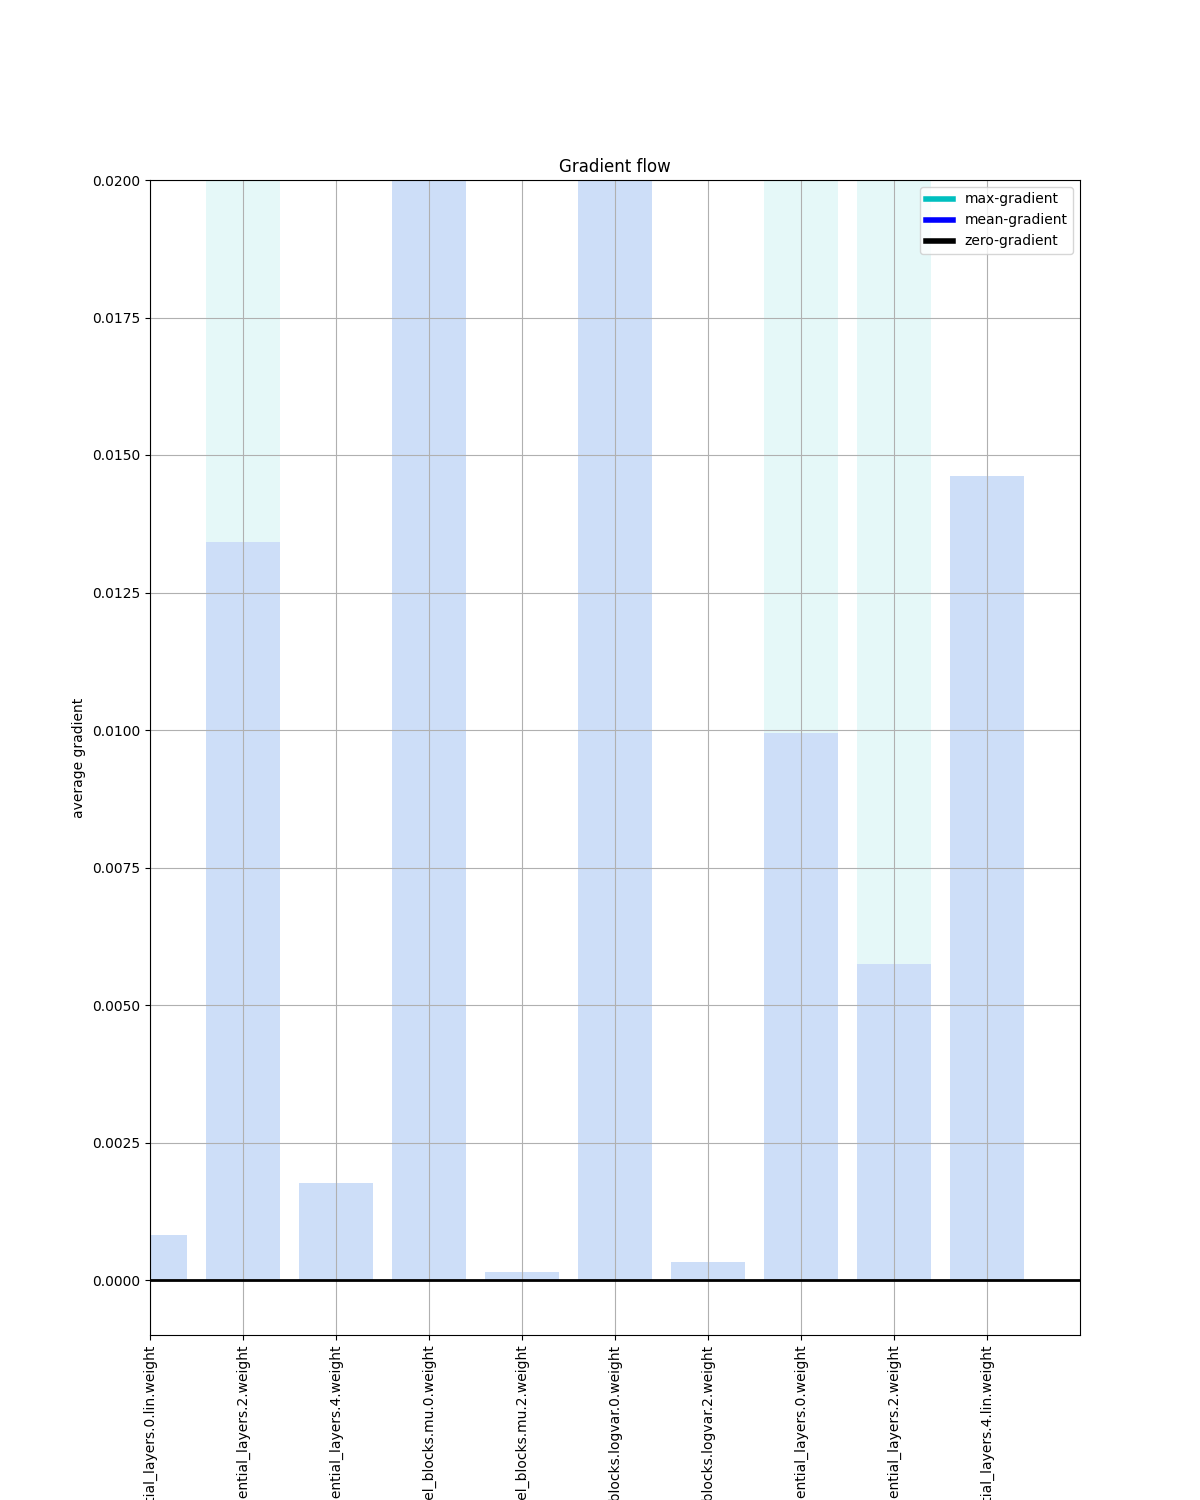 Gradient flow
max-gradient
mean-gradient
zero-gradient
0.0200
0.0175
0.0150
0.0125
0.0100
0.0075
0.0050
0.0025
0.0000
average gradient
tial_layers.0.lin.weight
ential_layers.2.weight
ential_layers.4.weight
el_blocks.mu.0.weight
el_blocks.mu.2.weight
blocks.logvar.0.weight
blocks.logvar.2.weight
ential_layers.0.weight
ential_layers.2.weight
tial_layers.4.lin.weight